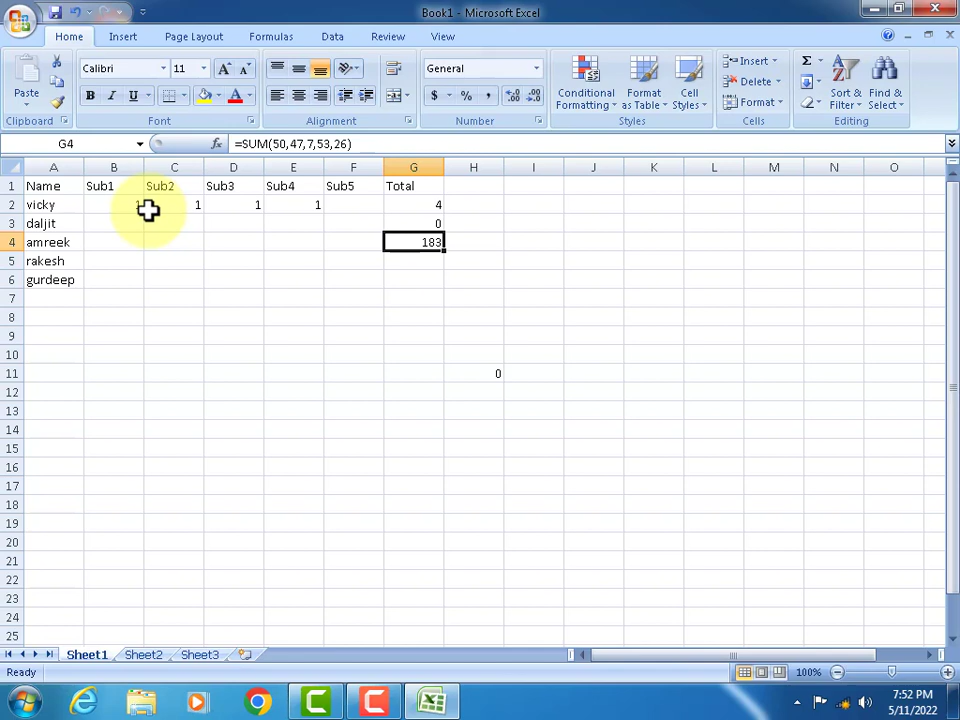 Book1 - Microsoft Excel
Home Insert Page Layout Formulas Data Review View
Calibri 11 General
Paste
B I U $ % ,
Conditional Formatting
Format as Table
Cell Styles
Insert
Delete
Format
Sort & Filter
Find & Select
Clipboard Font Alignment Number Styles Cells Editing
G4 fx =SUM(50,47,7,53,26)
A B C D E F G H I J K L M N O
1 Name Sub1 Sub2 Sub3 Sub4 Sub5 Total
2 vicky 1 1 1 1 4
3 daljit 0
4 amreek 183
5 rakesh
6 gurdeep
7
8
9
10
11 0
12
13
14
15
16
17
18
19
20
21
22
23
24
25
Sheet1 Sheet2 Sheet3
Ready 100%
7:52 PM
5/11/2022